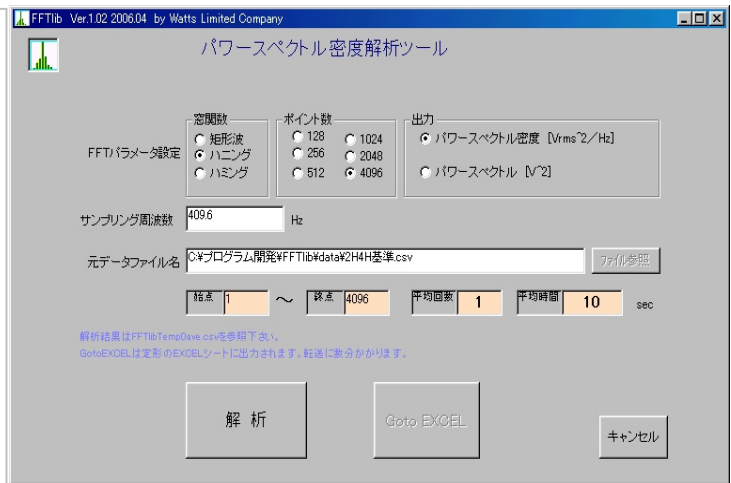 FFTlib Ver.1.02 2006.04 by Watts Limited Company
パワースペクトル密度解析ツール
FFTパラメータ設定
窓関数
矩形波
ハニング
ハミング
ポイント数
128
1024
256
2048
512
4096
出力
パワースペクトル密度 [Vrms^2/Hz]
パワースペクトル [V^2]
サンプリング周波数 409.6 Hz
元データファイル名 C:¥プログラム開発¥FFTlib¥data¥2H4H基準.csv ファイル参照
始点 1 ～ 終点 4096 平均回数 1 平均時間 10 sec
解析結果はFFTlibTemp0ave.csvを参照下さい。
GotoEXCELは定形のEXCELシートに出力されます。転送に数分かかります。
解 析
Goto EXCEL
キャンセル